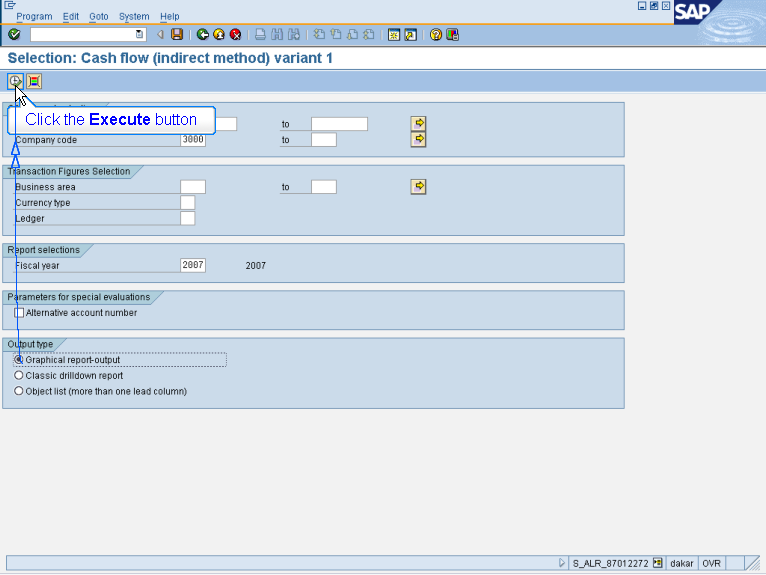 Program Edit Goto System Help
SAP
Selection: Cash flow (indirect method) variant 1
Click the Execute button
to
Company code 3000 to
Transaction Figures Selection
Business area to
Currency type
Ledger
Report selections
Fiscal year 2007 2007
Parameters for special evaluations
Alternative account number
Output type
Graphical report-output
Classic drilldown report
Object list (more than one lead column)
S_ALR_87012272 dakar OVR